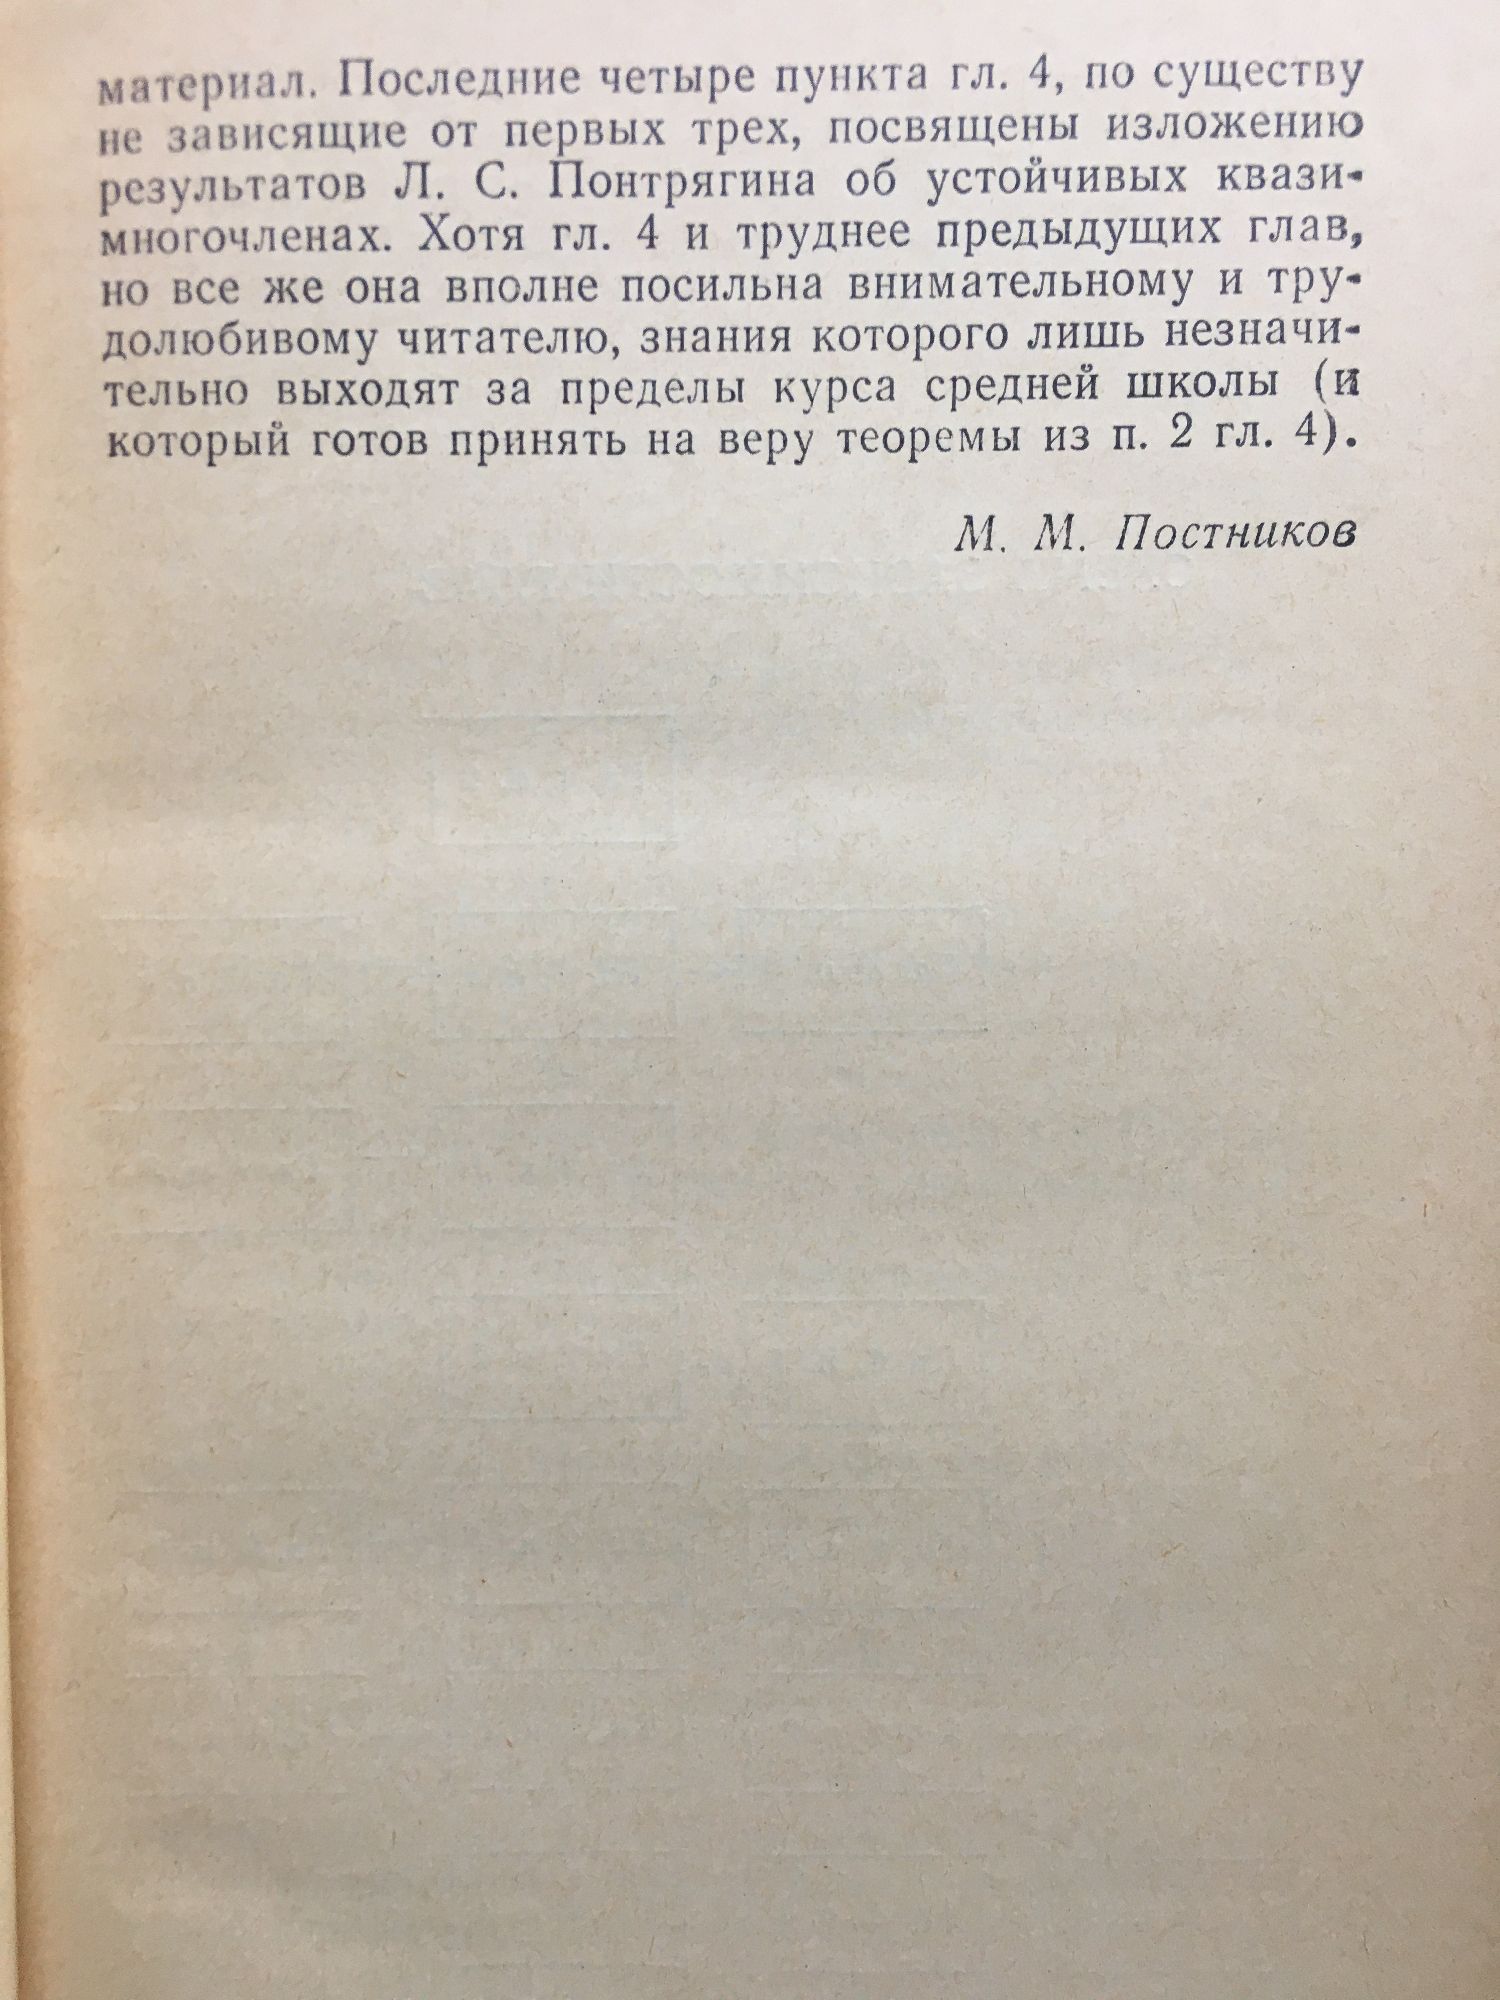 материал. Последние четыре пункта гл. 4, по существу
не зависящие от первых трех, посвящены изложению
результатов Л. С. Понтрягина об устойчивых квази-
многочленах. Хотя гл. 4 и труднее предыдущих глав,
но все же она вполне посильна внимательному и тру-
долюбивому читателю, знания которого лишь незначи-
тельно выходят за пределы курса средней школы (и
который готов принять на веру теоремы из п. 2 гл. 4).
М. М. Постников